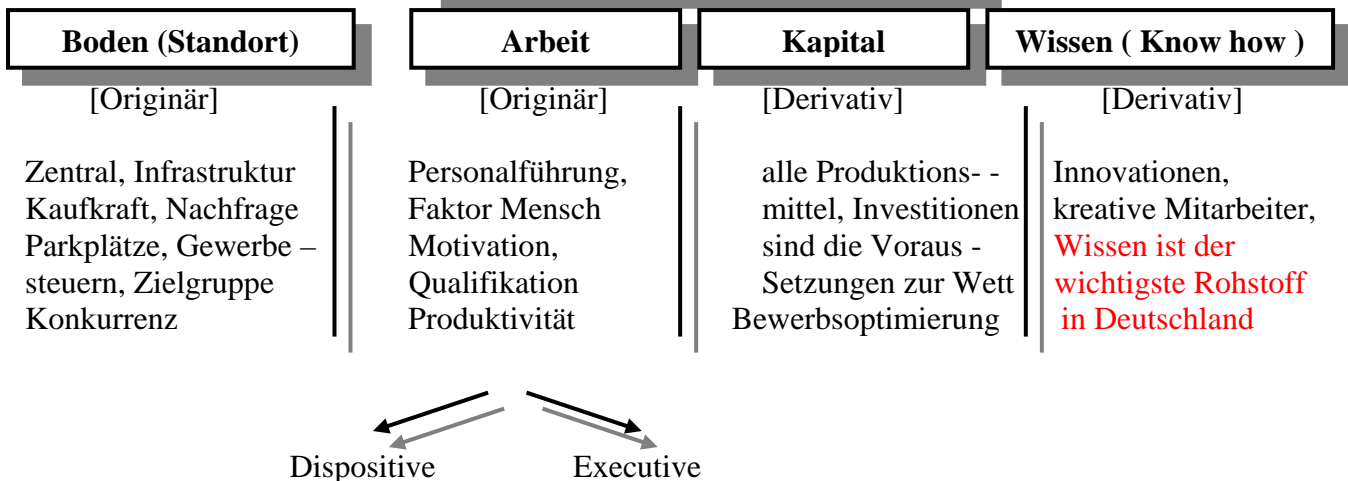 Boden (Standort)
[Originär]
Zentral, Infrastruktur
Kaufkraft, Nachfrage
Parkplätze, Gewerbe –
steuern, Zielgruppe
Konkurrenz
Arbeit
[Originär]
Personalführung,
Faktor Mensch
Motivation,
Qualifikation
Produktivität
Kapital
[Derivativ]
alle Produktions- -
mittel, Investitionen
sind die Voraus -
Setzungen zur Wett
Bewerbsoptimierung
Wissen ( Know how )
[Derivativ]
Innovationen,
kreative Mitarbeiter,
Wissen ist der
wichtigste Rohstoff
in Deutschland
Dispositive
Executive